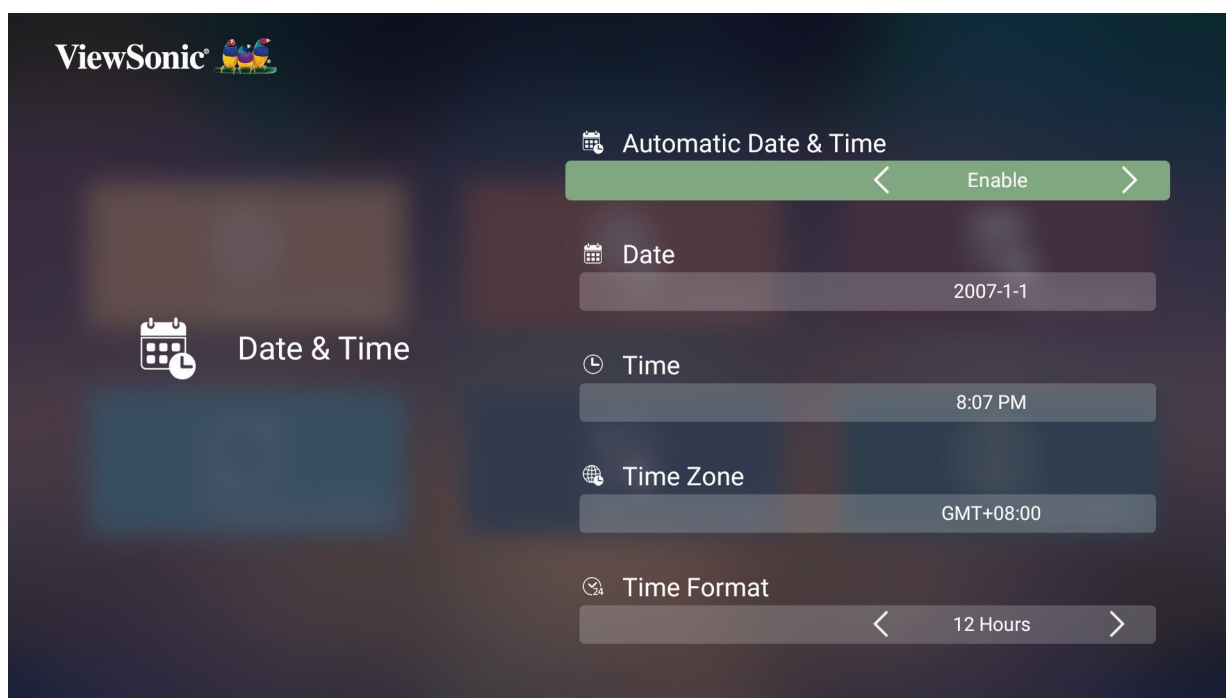 ViewSonic®
Automatic Date & Time
Enable
Date
2007-1-1
Date & Time
Time
8:07 PM
Time Zone
GMT+08:00
24
Time Format
12 Hours